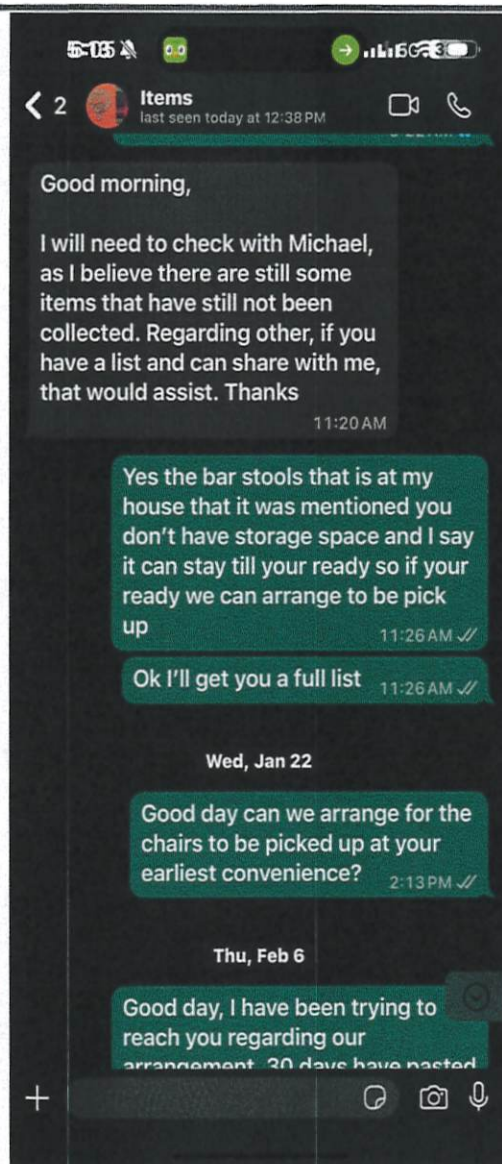 2
Items
last seen today at 12:38 PM
Good morning,
I will need to check with Michael,
as I believe there are still some
items that have still not been
collected. Regarding other, if you
have a list and can share with me,
that would assist. Thanks
11:20 AM
Yes the bar stools that is at my
house that it was mentioned you
don't have storage space and I say
it can stay till your ready so if your
ready we can arrange to be pick
up
11:26 AM
Ok I'll get you a full list 11:26 AM
Wed, Jan 22
Good day can we arrange for the
chairs to be picked up at your
earliest convenience?
2:13 PM
Thu, Feb 6
Good day, I have been trying to
reach you regarding our
arrangement. 30 days have pasted